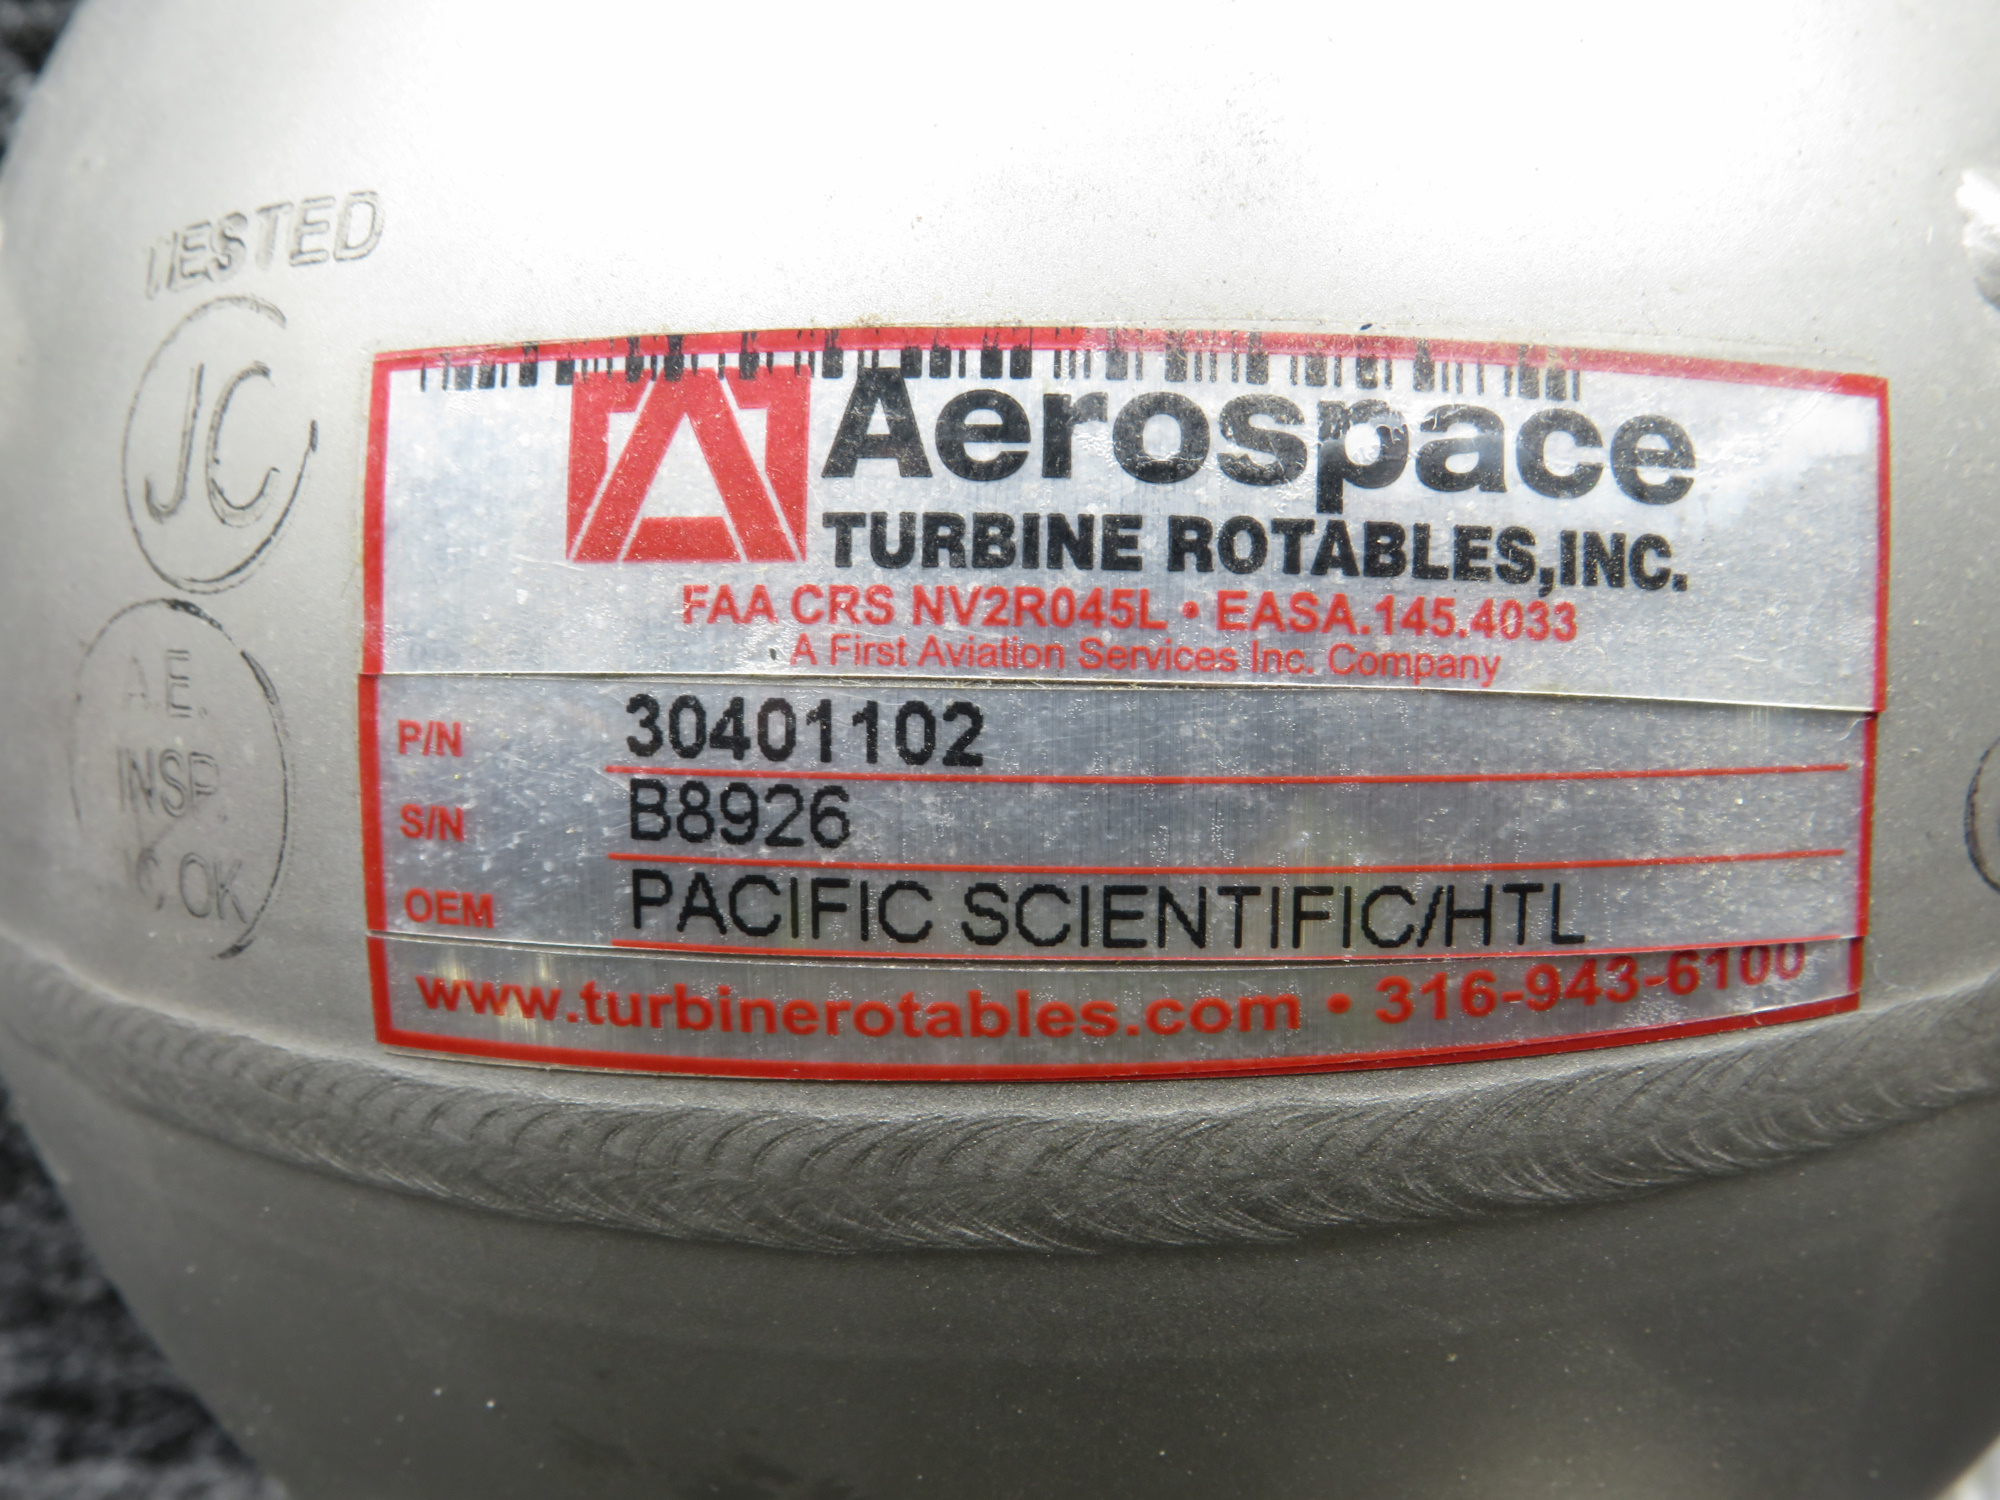 TESTED
JC
A.E.
INSP.
JC, OK
Aerospace
TURBINE ROTABLES,INC.
FAA CRS NV2R045L • EASA.145.4033
A First Aviation Services Inc. Company
P/N 30401102
S/N B8926
OEM PACIFIC SCIENTIFIC/HTL
www.turbinerotables.com • 316-943-6100